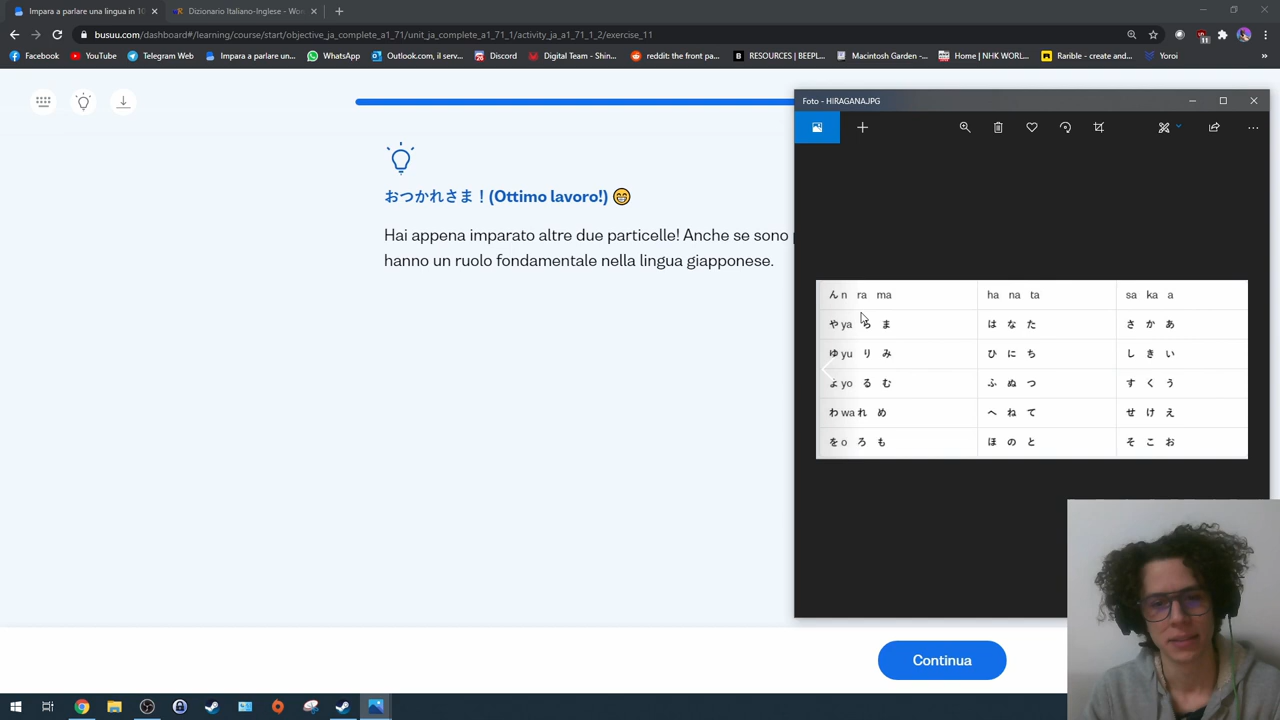 Impara a parlare una lingua in 10
Dizionario Italiano-Inglese - Wor
busuu.com/dashboard#/learning/course/start/objective_ja_complete_a1_71/unit_ja_complete_a1_71_1/activity_ja_a1_71_1_2/exercise_11
11
Facebook
YouTube
Telegram Web
Impara a parlare un...
WhatsApp
Outlook.com, il serv...
Discord
Digital Team - Shin...
reddit: the front pa...
RESOURCES | BEEPL...
Macintosh Garden -...
Home | NHK WORL...
Rarible - create and...
Yoroi
»
おつかれさま！(Ottimo lavoro!) 😁
Hai appena imparato altre due particelle! Anche se sono
hanno un ruolo fondamentale nella lingua giapponese.
Foto - HIRAGANA.JPG
ん n ra ma ha na ta sa ka a
や ya ら ま は な た さ か あ
ゆ yu り み ひ に ち し き い
よ yo る む ふ ぬ つ す く う
わ wa れ め へ ね て せ け え
を o ろ も ほ の と そ こ お
Continua